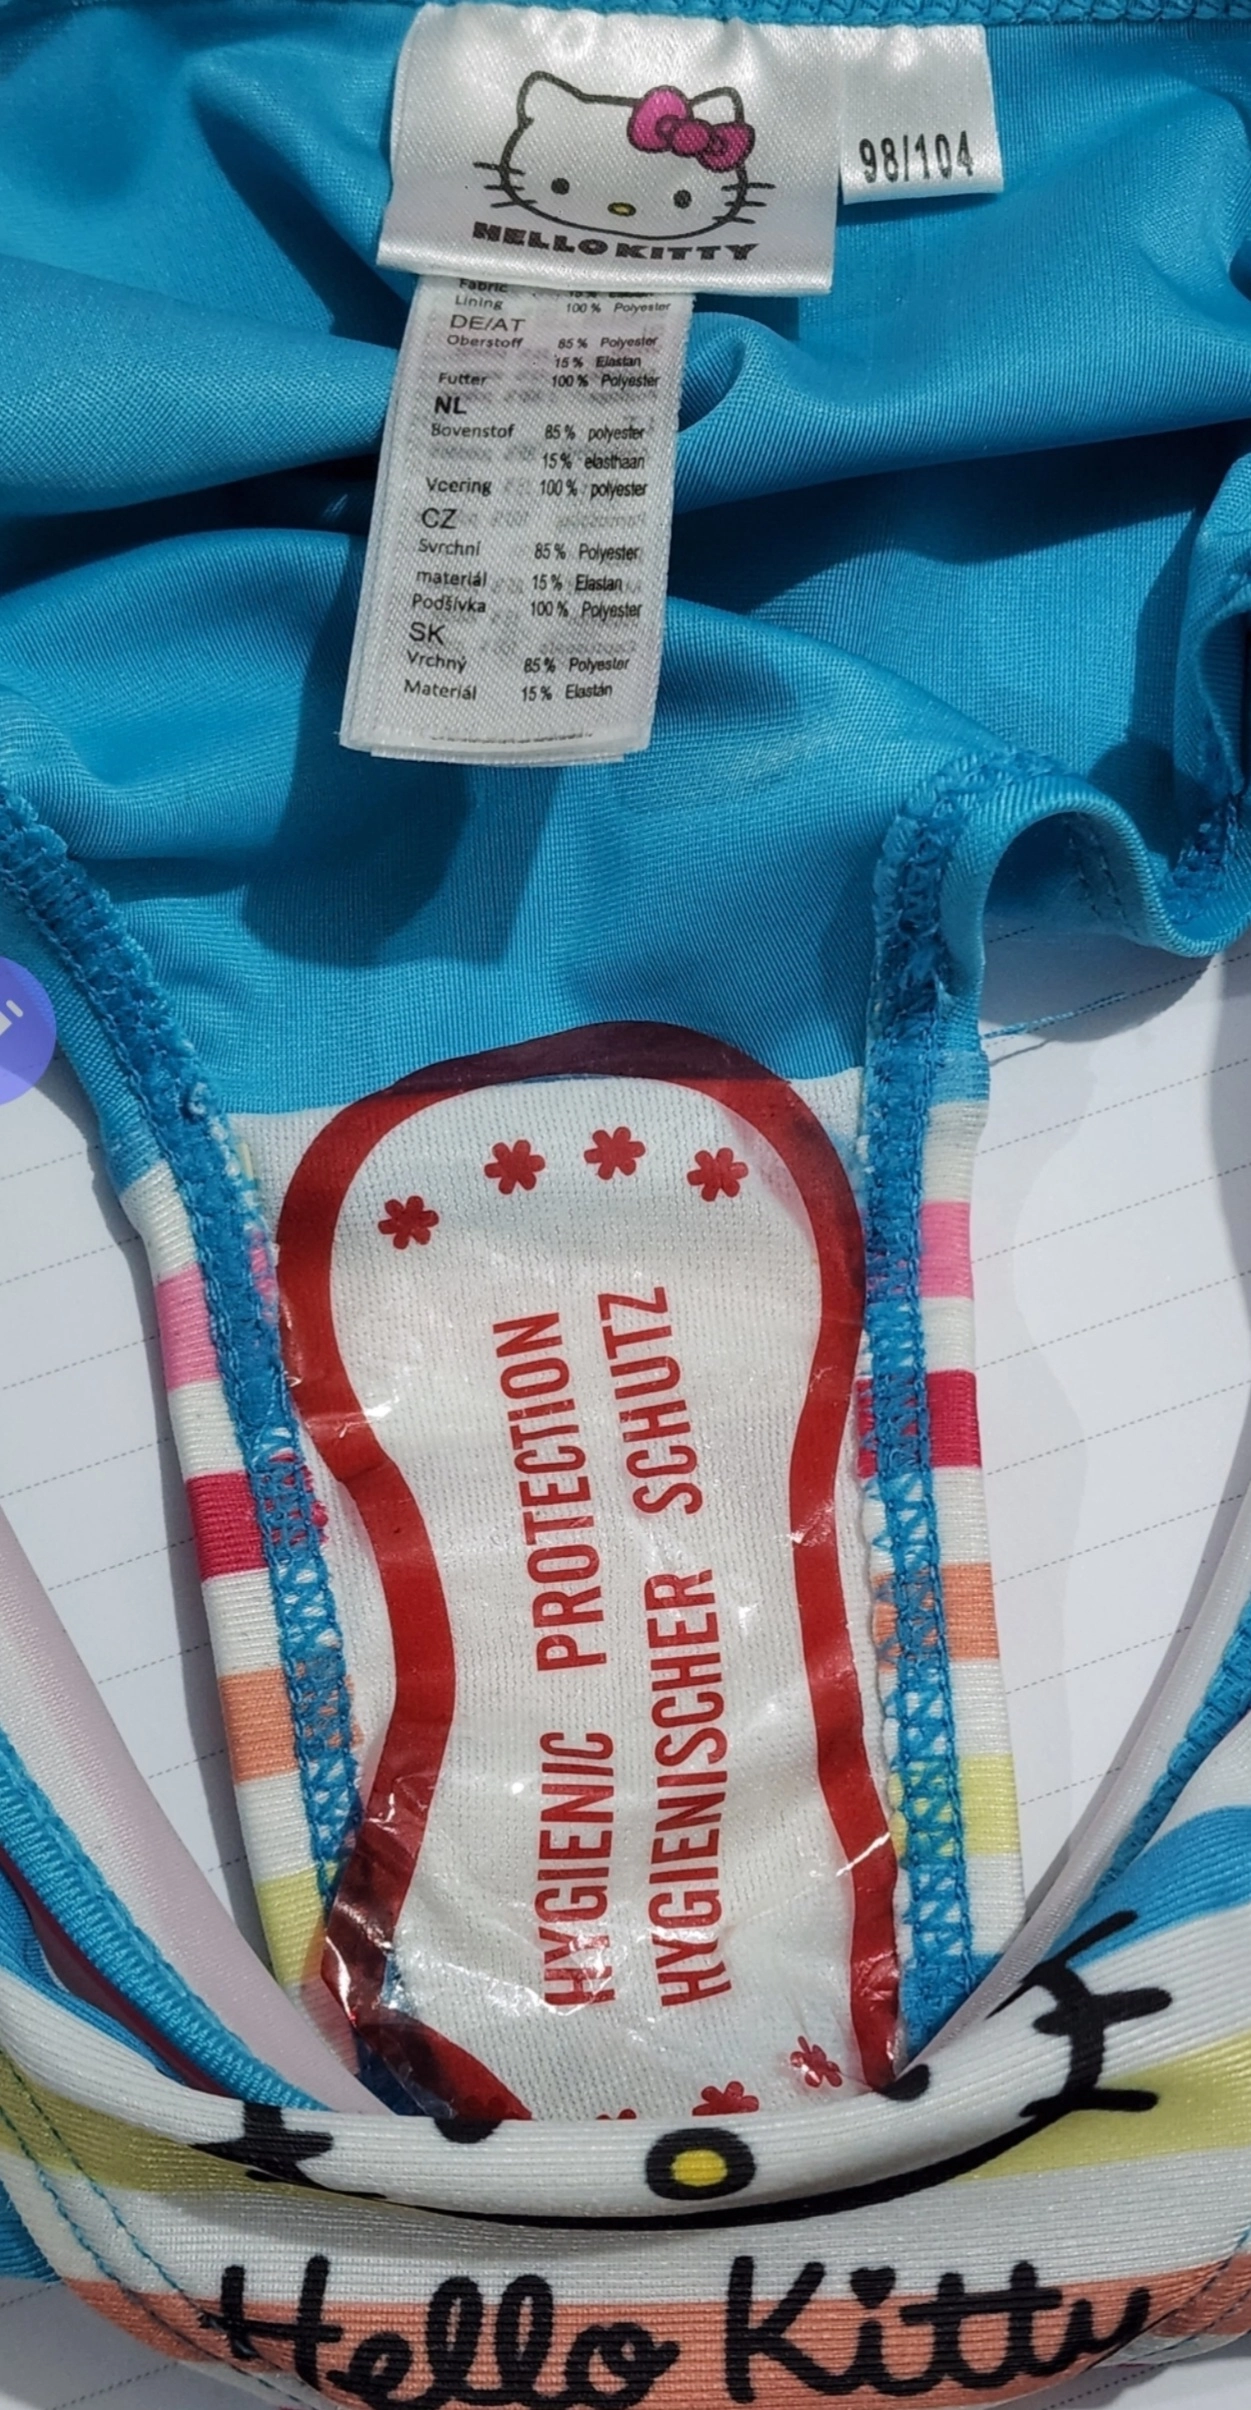 HELLO KITTY
98/104
Fabric 15 %
Lining 100 % Polyester
DE/AT
Oberstoff 85 % Polyester
15 % Elastan
Futter 100 % Polyester
NL
Bovenstof 85 % polyester
15 % elasthaan
Voering 100 % polyester
CZ
Svrchní 85 % Polyester
materiál 15 % Elastan
Podšívka 100 % Polyester
SK
Vrchný 85 % Polyester
Materiál 15 % Elastán
HYGIENIC PROTECTION
HYGIENISCHER SCHUTZ
Hello Kitty